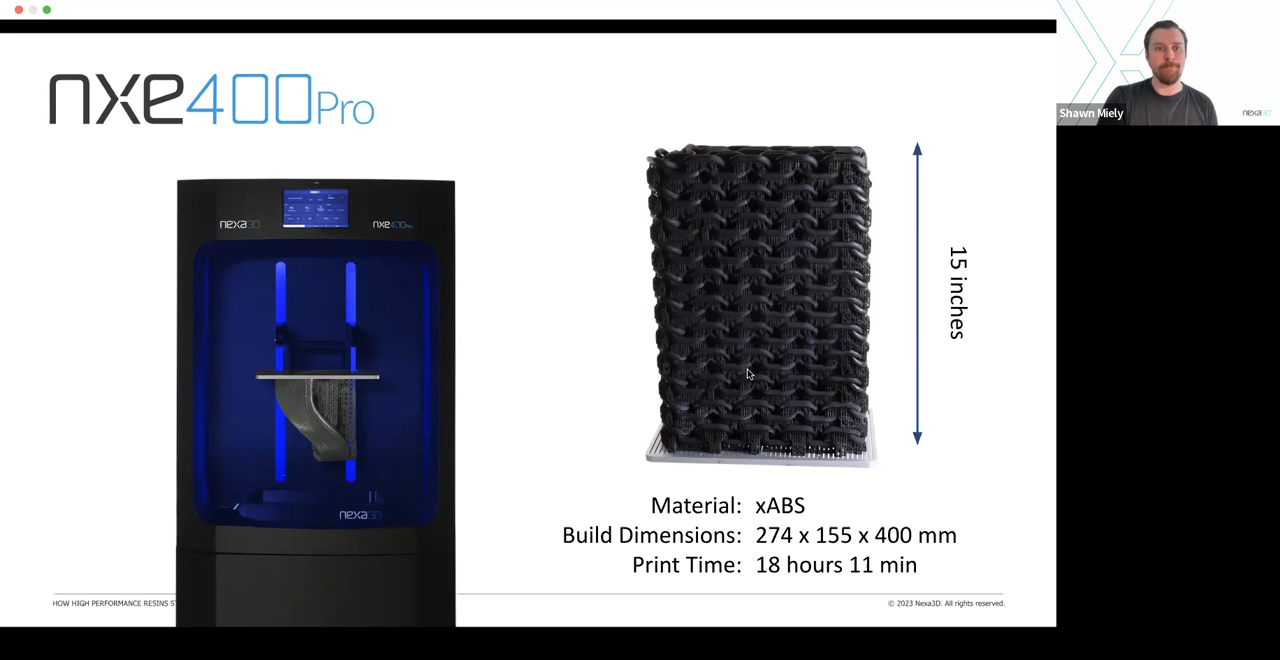 nxe400Pro
Shawn Miely
nexa3D
nexa3D
nxe400Pro
15 inches
nexa3D
Material: xABS
Build Dimensions: 274 x 155 x 400 mm
Print Time: 18 hours 11 min
HOW HIGH PERFORMANCE RESINS
© 2023 Nexa3D. All rights reserved.